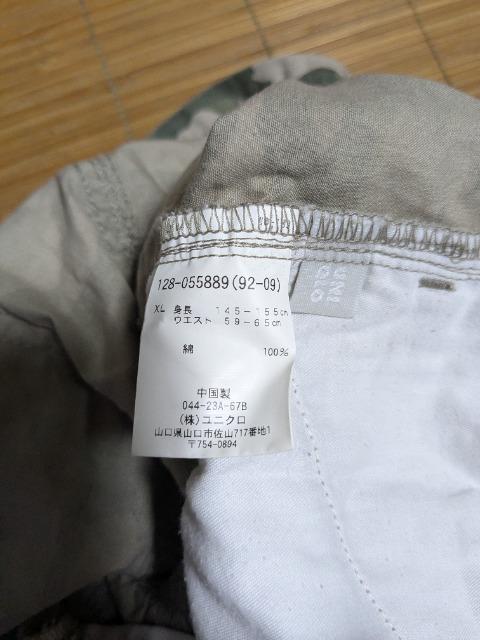 128-055889(92-09)
XL 身長 145-155cm
ウエスト 59-65cm
綿 100%
中国製
044-23A-67B
(株)ユニクロ
山口県山口市佐山717番地1
〒754-0894